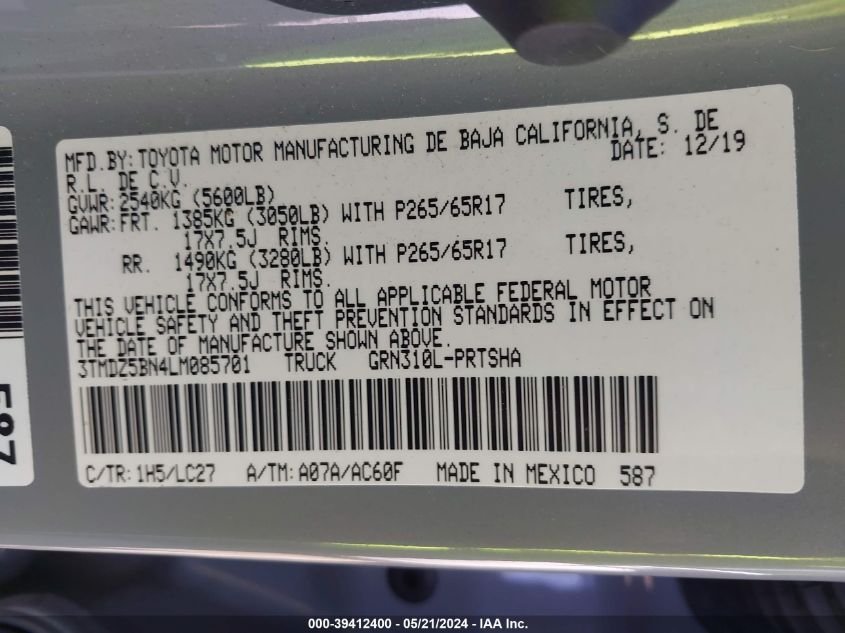 MFD.BY: TOYOTA MOTOR MANUFACTURING DE BAJA CALIFORNIA, S. DE
R.L. DE C.V. DATE: 12/19
GVWR: 2540KG (5600LB)
GAWR: FRT. 1385KG (3050LB) WITH P265/65R17 TIRES,
17X7.5J RIMS.
RR. 1490KG (3280LB) WITH P265/65R17 TIRES,
17X7.5J RIMS.
THIS VEHICLE CONFORMS TO ALL APPLICABLE FEDERAL MOTOR
VEHICLE SAFETY AND THEFT PREVENTION STANDARDS IN EFFECT ON
THE DATE OF MANUFACTURE SHOWN ABOVE.
3TMDZ5BN4LM085701 TRUCK GRN310L-PRTSHA
C/TR: 1H5/LC27 A/TM: A07A/AC60F MADE IN MEXICO 587
587
000-39412400 - 05/21/2024 - IAA Inc.